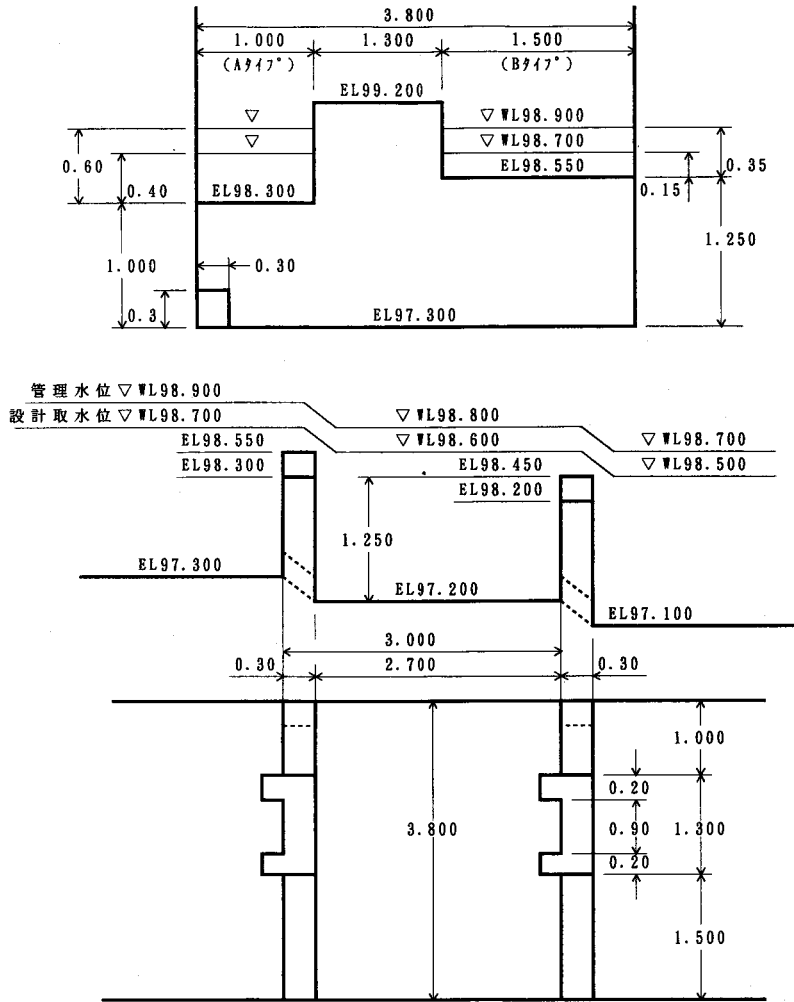 3.800
1.000 1.300 1.500
(Aﾀｲﾌﾟ) (Bﾀｲﾌﾟ)
EL99.200
▽ ▽ WL98.900
▽ ▽ WL98.700
0.60 EL98.550 0.35
0.40 EL98.300 0.15
1.250
1.000 0.30
0.3 EL97.300
管理水位 ▽ WL98.900
設計取水位 ▽ WL98.700 ▽ WL98.800
EL98.550 ▽ WL98.600 ▽ WL98.700
EL98.300 EL98.450 ▽ WL98.500
EL98.200
1.250
EL97.300
EL97.200
EL97.100
3.000
0.30 2.700 0.30
1.000
0.20
3.800 0.90 1.300
0.20
1.500